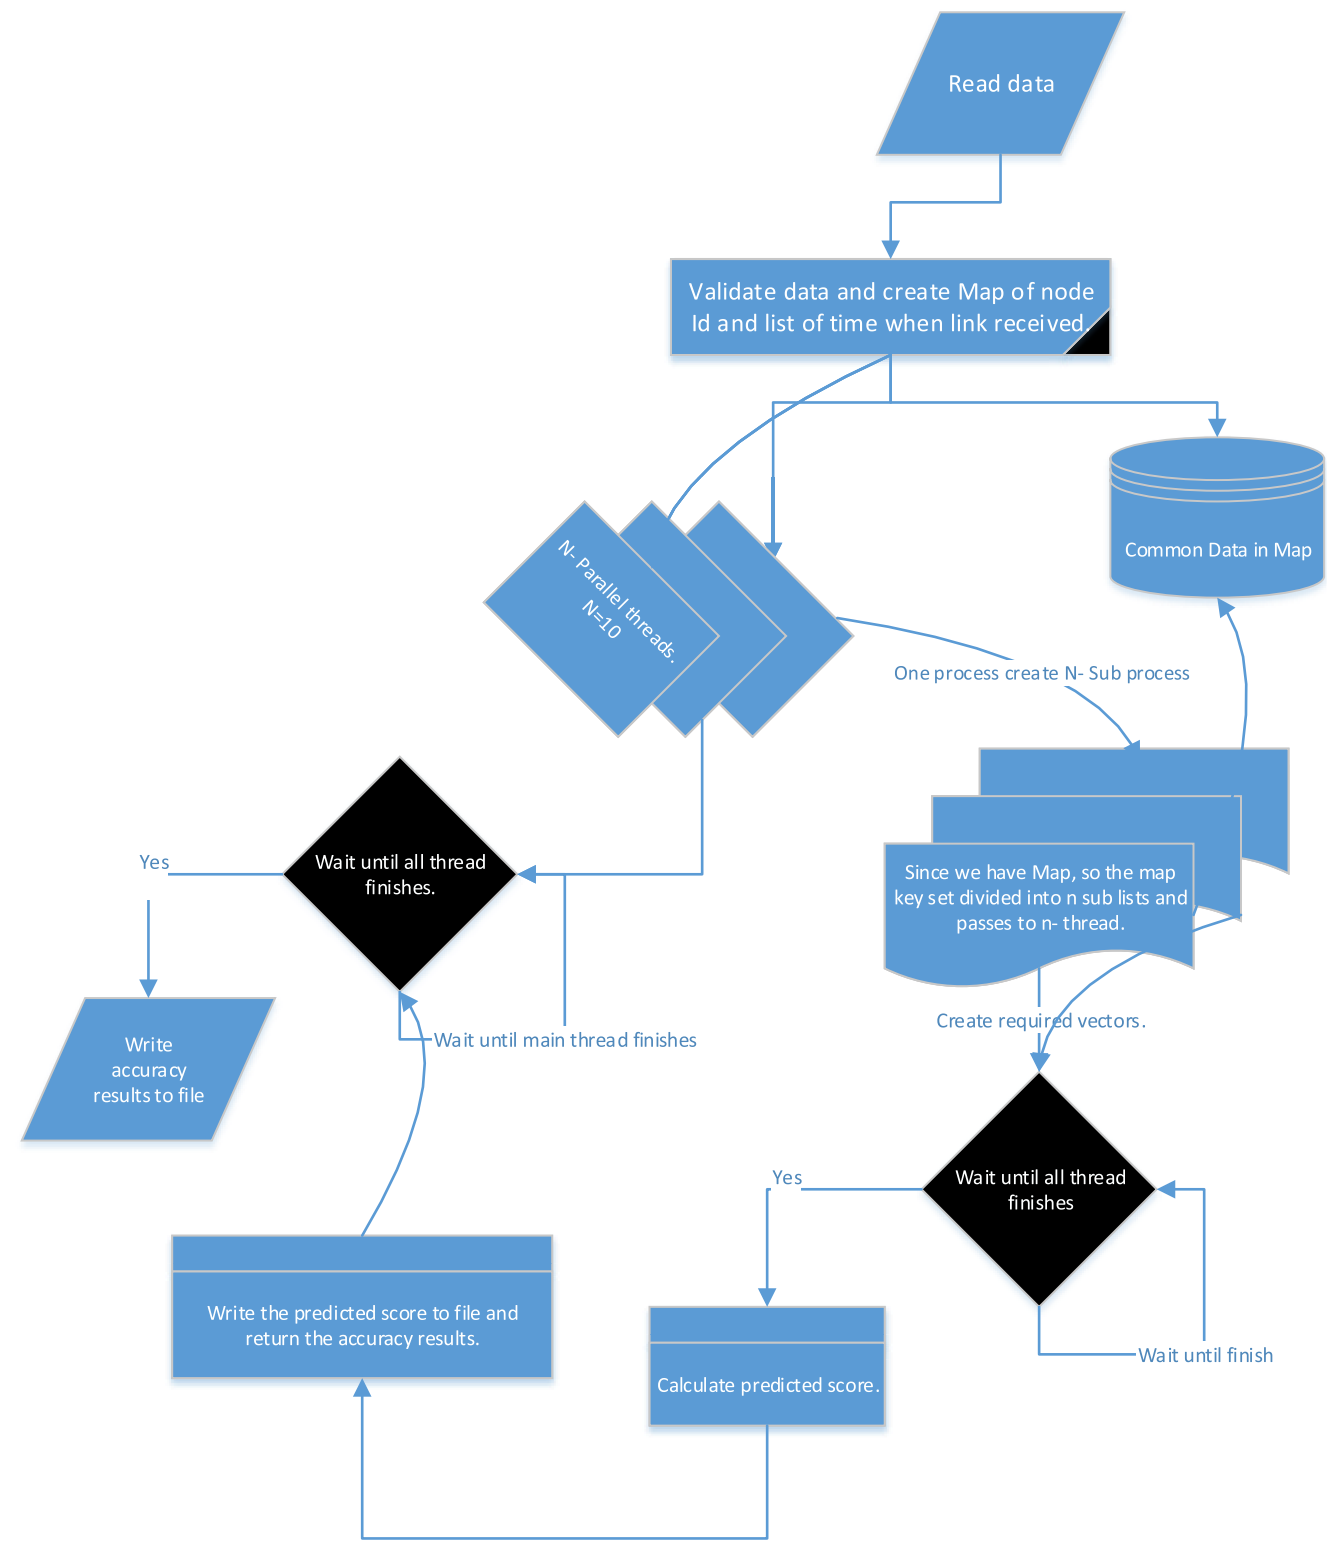 Read data
Validate data and create Map of node
Id and list of time when link received.
Common Data in Map
N- Parallel threads.
N=10
One process create N- Sub process
Wait until all thread
finishes.
Yes
Since we have Map, so the map
key set divided into n sub lists and
passes to n- thread.
Create required vectors.
Wait until main thread finishes
Write
accuracy
results to file
Wait until all thread
finishes
Yes
Wait until finish
Write the predicted score to file and
return the accuracy results.
Calculate predicted score.